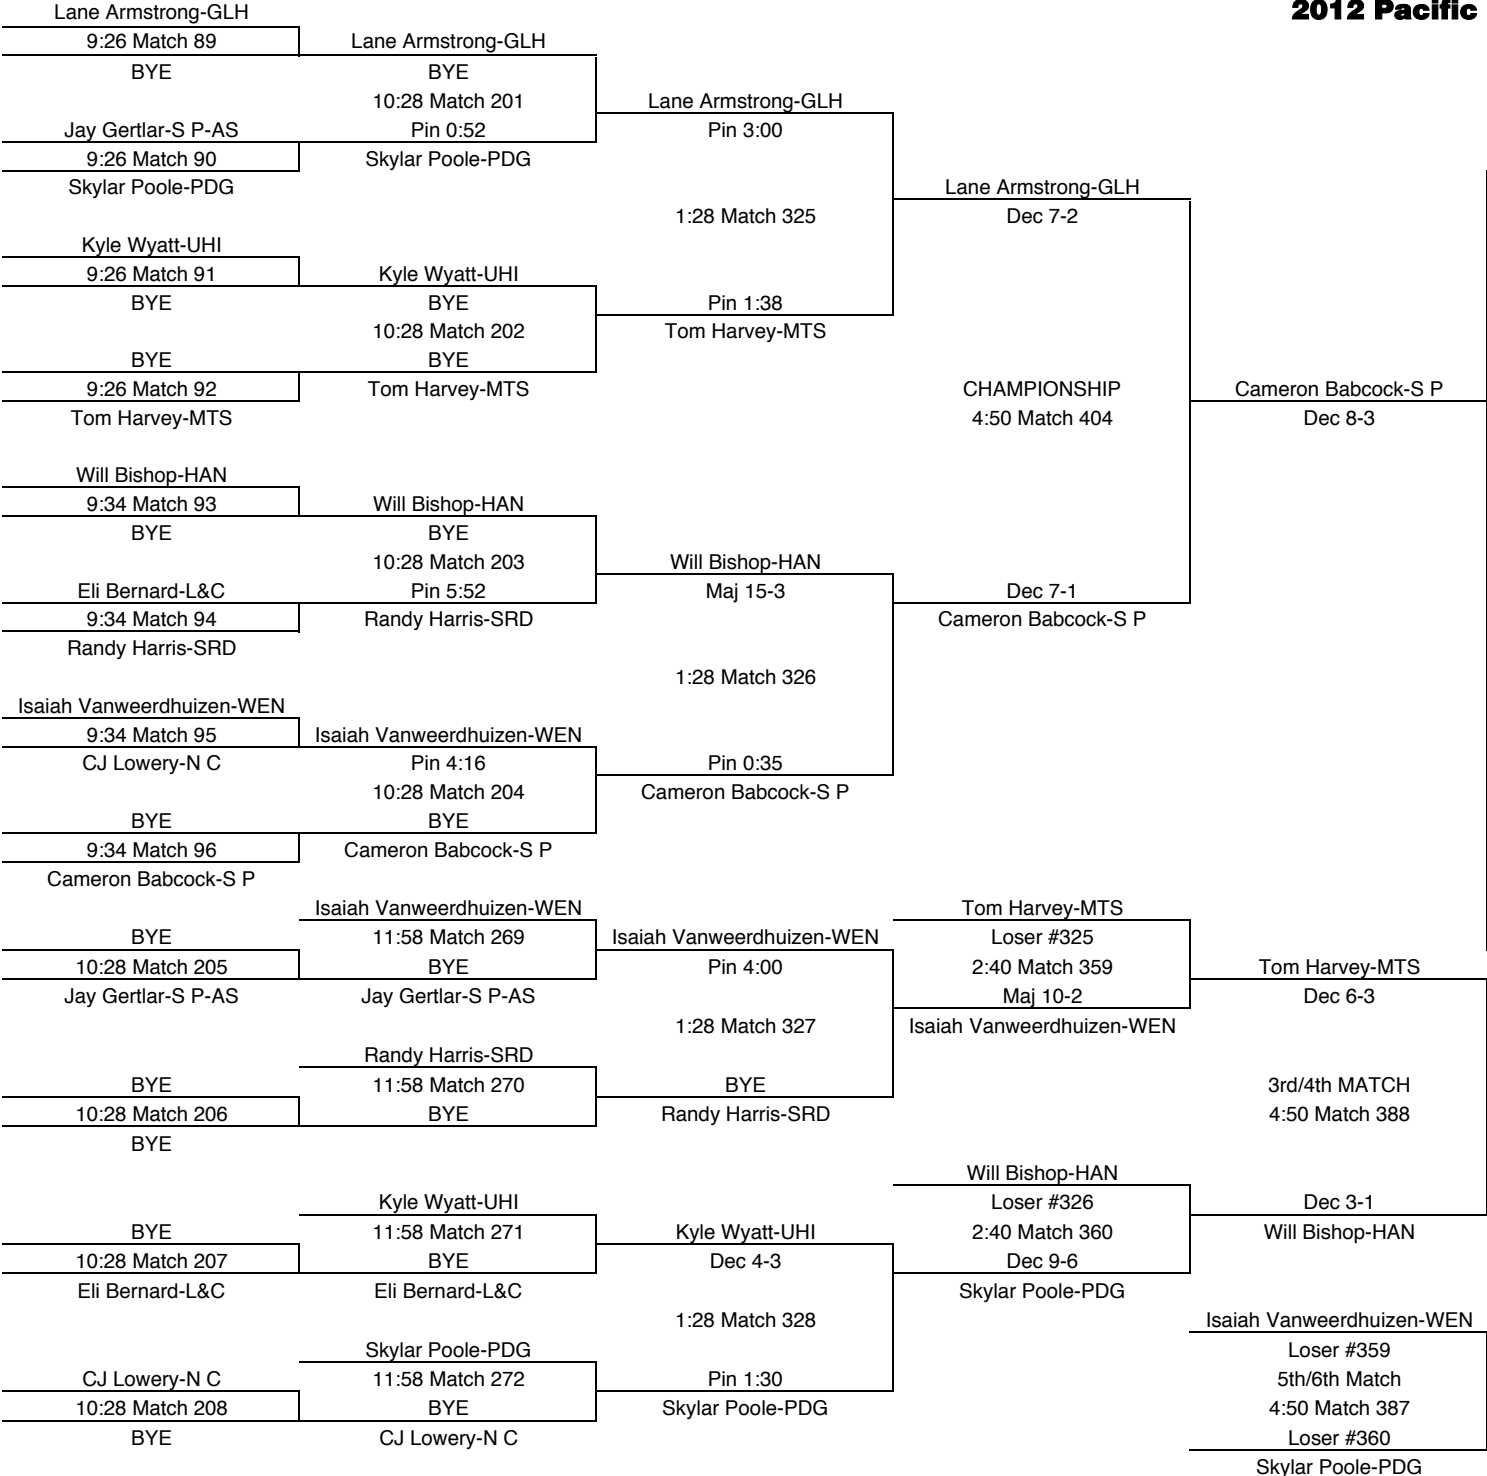 2012 Pacific
Lane Armstrong-GLH
9:26 Match 89
BYE
Jay Gertlar-S P-AS
9:26 Match 90
Skylar Poole-PDG
Kyle Wyatt-UHI
9:26 Match 91
BYE
BYE
9:26 Match 92
Tom Harvey-MTS
Will Bishop-HAN
9:34 Match 93
BYE
Eli Bernard-L&C
9:34 Match 94
Randy Harris-SRD
Isaiah Vanweerdhuizen-WEN
9:34 Match 95
CJ Lowery-N C
BYE
9:34 Match 96
Cameron Babcock-S P
Lane Armstrong-GLH
BYE
10:28 Match 201
Pin 0:52
Skylar Poole-PDG
Kyle Wyatt-UHI
BYE
10:28 Match 202
BYE
Tom Harvey-MTS
Will Bishop-HAN
BYE
10:28 Match 203
Pin 5:52
Randy Harris-SRD
Isaiah Vanweerdhuizen-WEN
Pin 4:16
10:28 Match 204
BYE
Cameron Babcock-S P
Lane Armstrong-GLH
Pin 3:00
1:28 Match 325
Pin 1:38
Tom Harvey-MTS
Will Bishop-HAN
Maj 15-3
1:28 Match 326
Pin 0:35
Cameron Babcock-S P
Lane Armstrong-GLH
Dec 7-2
CHAMPIONSHIP
4:50 Match 404
Dec 7-1
Cameron Babcock-S P
Cameron Babcock-S P
Dec 8-3
BYE
10:28 Match 205
Jay Gertlar-S P-AS
BYE
10:28 Match 206
BYE
BYE
10:28 Match 207
Eli Bernard-L&C
CJ Lowery-N C
10:28 Match 208
BYE
Isaiah Vanweerdhuizen-WEN
11:58 Match 269
BYE
Jay Gertlar-S P-AS
Randy Harris-SRD
11:58 Match 270
BYE
Kyle Wyatt-UHI
11:58 Match 271
BYE
Eli Bernard-L&C
Skylar Poole-PDG
11:58 Match 272
BYE
CJ Lowery-N C
Isaiah Vanweerdhuizen-WEN
Pin 4:00
1:28 Match 327
BYE
Randy Harris-SRD
Kyle Wyatt-UHI
Dec 4-3
1:28 Match 328
Pin 1:30
Skylar Poole-PDG
Tom Harvey-MTS
Loser #325
2:40 Match 359
Maj 10-2
Isaiah Vanweerdhuizen-WEN
Will Bishop-HAN
Loser #326
2:40 Match 360
Dec 9-6
Skylar Poole-PDG
Tom Harvey-MTS
Dec 6-3
3rd/4th MATCH
4:50 Match 388
Dec 3-1
Will Bishop-HAN
Isaiah Vanweerdhuizen-WEN
Loser #359
5th/6th Match
4:50 Match 387
Loser #360
Skylar Poole-PDG